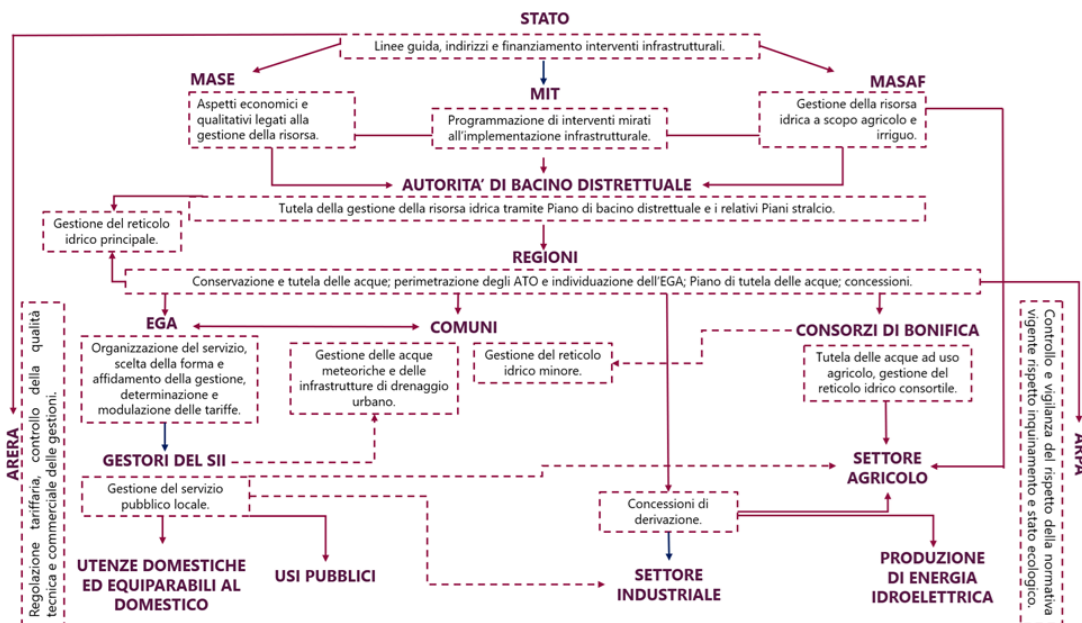 STATO
Linee guida, indirizzi e finanziamento interventi infrastrutturali.
MASE
MIT
MASAF
Aspetti economici e
qualitativi legati alla
gestione della risorsa.
Programmazione di interventi mirati
all'implementazione infrastrutturale.
Gestione della risorsa
idrica a scopo agricolo e
irriguo.
AUTORITA' DI BACINO DISTRETTUALE
Tutela della gestione della risorsa idrica tramite Piano di bacino distrettuale e i relativi Piani stralcio.
Gestione del reticolo
idrico principale.
REGIONI
Conservazione e tutela delle acque; perimetrazione degli ATO e individuazione dell'EGA; Piano di tutela delle acque; concessioni.
EGA
COMUNI
CONSORZI DI BONIFICA
Organizzazione del servizio,
scelta della forma e
affidamento della gestione,
determinazione e
modulazione delle tariffe.
Gestione delle acque
meteoriche e delle
infrastrutture di drenaggio
urbano.
Gestione del reticolo
idrico minore.
Tutela delle acque ad uso
agricolo, gestione del
reticolo idrico consortile.
ARERA
Regolazione tariffaria, controllo della qualità
tecnica e commerciale delle gestioni.
ARPA
Controllo e vigilanza del rispetto della normativa
vigente rispetto inquinamento e stato ecologico.
GESTORI DEL SII
Gestione del servizio
pubblico locale.
SETTORE
AGRICOLO
Concessioni di
derivazione.
UTENZE DOMESTICHE
ED EQUIPARABILI AL
DOMESTICO
USI PUBBLICI
SETTORE
INDUSTRIALE
PRODUZIONE
DI ENERGIA
IDROELETTRICA